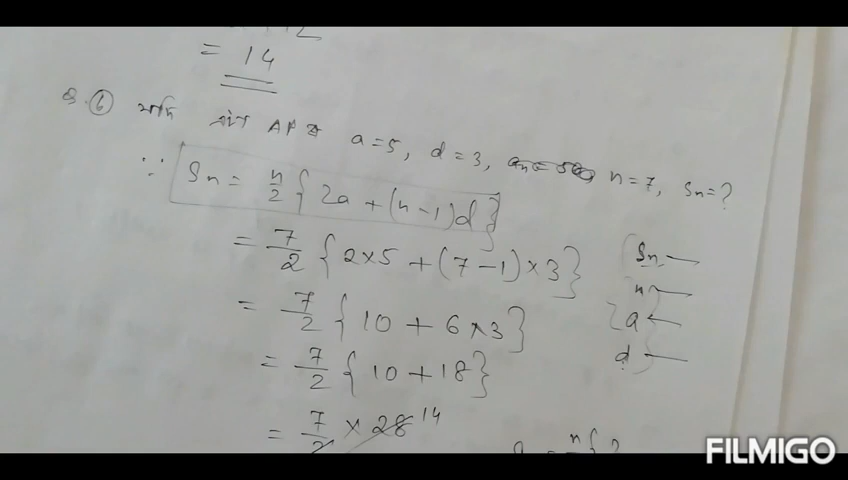 = 14
Q. ⑥ যদি এটা AP ৰ a = 5, d = 3, n = 7, Sn = ?
∵ Sn = n/2 { 2a + (n - 1)d }
= 7/2 { 2×5 + (7 - 1) × 3 }
= 7/2 { 10 + 6 × 3 }
= 7/2 { 10 + 18 }
= 7/2 × 28 14
Sn —
n —
a ←
d —
FILMIGO